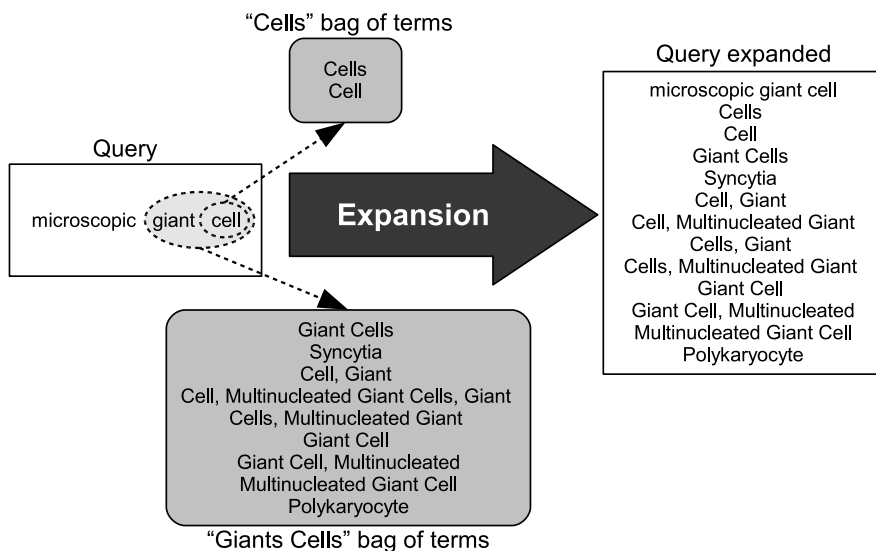 “Cells” bag of terms
Cells
Cell
Query
microscopic giant cell
Expansion
Giant Cells
Syncytia
Cell, Giant
Cell, Multinucleated Giant Cells, Giant
Cells, Multinucleated Giant
Giant Cell
Giant Cell, Multinucleated
Multinucleated Giant Cell
Polykaryocyte
“Giants Cells” bag of terms
Query expanded
microscopic giant cell
Cells
Cell
Giant Cells
Syncytia
Cell, Giant
Cell, Multinucleated Giant
Cells, Giant
Cells, Multinucleated Giant
Giant Cell
Giant Cell, Multinucleated
Multinucleated Giant Cell
Polykaryocyte